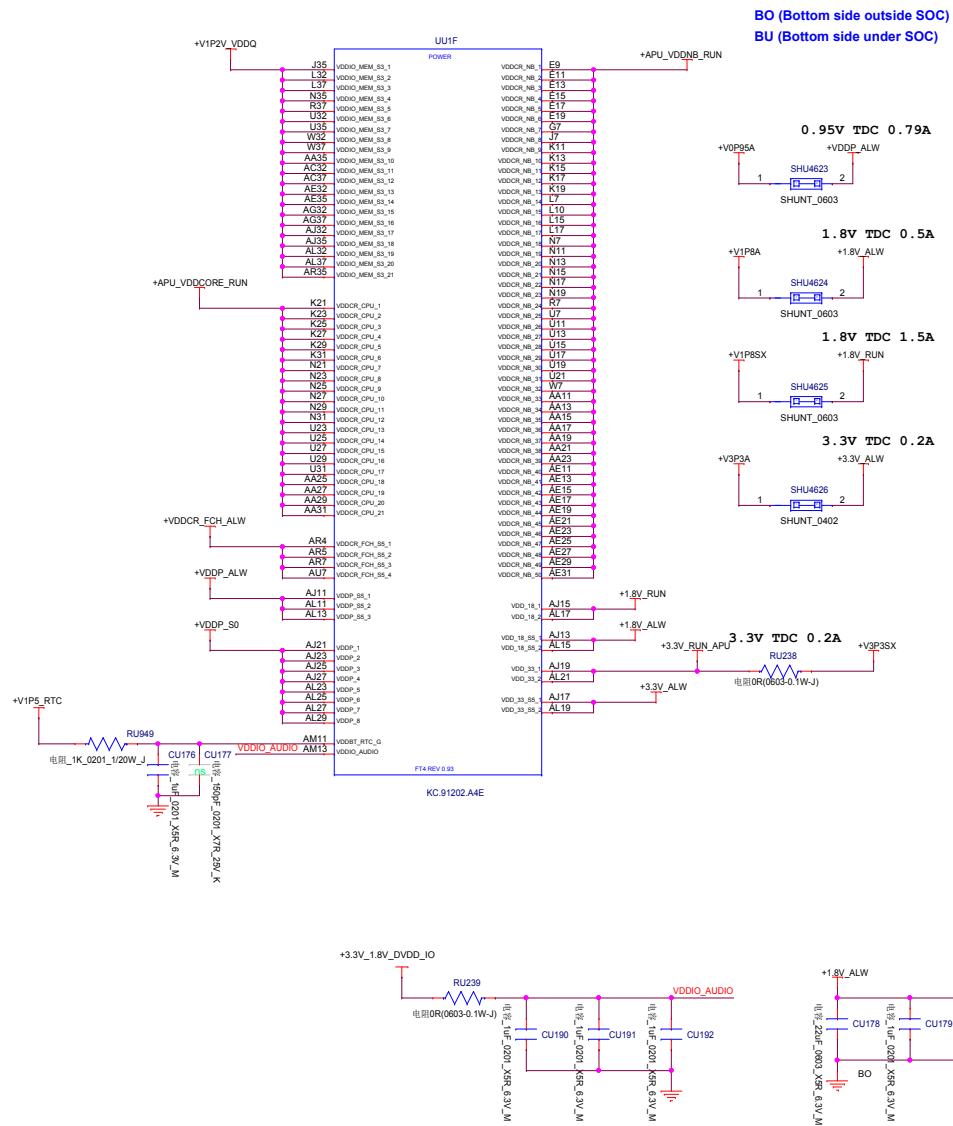 BO (Bottom side outside SOC)
BU (Bottom side under SOC)
UU1F
POWER
+V1P2V_VDDQ
J35 VDDIO_MEM_S3_1
L32 VDDIO_MEM_S3_2
L37 VDDIO_MEM_S3_3
N35 VDDIO_MEM_S3_4
R37 VDDIO_MEM_S3_5
U32 VDDIO_MEM_S3_6
U35 VDDIO_MEM_S3_7
W32 VDDIO_MEM_S3_8
W37 VDDIO_MEM_S3_9
AA35 VDDIO_MEM_S3_10
AC32 VDDIO_MEM_S3_11
AC37 VDDIO_MEM_S3_12
AE32 VDDIO_MEM_S3_13
AE35 VDDIO_MEM_S3_14
AG32 VDDIO_MEM_S3_15
AG37 VDDIO_MEM_S3_16
AJ32 VDDIO_MEM_S3_17
AJ35 VDDIO_MEM_S3_18
AL32 VDDIO_MEM_S3_19
AL37 VDDIO_MEM_S3_20
AR35 VDDIO_MEM_S3_21
+APU_VDDCORE_RUN
K21 VDDCR_CPU_1
K23 VDDCR_CPU_2
K25 VDDCR_CPU_3
K27 VDDCR_CPU_4
K29 VDDCR_CPU_5
K31 VDDCR_CPU_6
N21 VDDCR_CPU_7
N23 VDDCR_CPU_8
N25 VDDCR_CPU_9
N27 VDDCR_CPU_10
N29 VDDCR_CPU_11
N31 VDDCR_CPU_12
U23 VDDCR_CPU_13
U25 VDDCR_CPU_14
U27 VDDCR_CPU_15
U29 VDDCR_CPU_16
U31 VDDCR_CPU_17
AA25 VDDCR_CPU_18
AA27 VDDCR_CPU_19
AA29 VDDCR_CPU_20
AA31 VDDCR_CPU_21
+VDDCR_FCH_ALW
AR4 VDDCR_FCH_S5_1
AR5 VDDCR_FCH_S5_2
AR7 VDDCR_FCH_S5_3
AU7 VDDCR_FCH_S5_4
+VDDP_ALW
AJ11 VDDP_S5_1
AL11 VDDP_S5_2
AL13 VDDP_S5_3
+VDDP_S0
AJ21 VDDP_1
AJ23 VDDP_2
AJ25 VDDP_3
AJ27 VDDP_4
AL23 VDDP_5
AL25 VDDP_6
AL27 VDDP_7
AL29 VDDP_8
+V1P5_RTC
RU949
电阻_1K_0201_1/20W_J
AM11 VDDBT_RTC_G
VDDIO_AUDIO AM13 VDDIO_AUDIO
CU176
电容_1uF_0201_X5R_6.3V_M
CU177
ns
电容_150pF_0201_X7R_25V_K
FT4 REV 0.93
KC.91202.A4E
+APU_VDDNB_RUN
VDDCR_NB_1 E9
VDDCR_NB_2 E11
VDDCR_NB_3 E13
VDDCR_NB_4 E15
VDDCR_NB_5 E17
VDDCR_NB_6 E19
VDDCR_NB_7 G7
VDDCR_NB_8 J7
VDDCR_NB_9 K11
VDDCR_NB_10 K13
VDDCR_NB_11 K15
VDDCR_NB_12 K17
VDDCR_NB_13 K19
VDDCR_NB_14 L7
VDDCR_NB_15 L10
VDDCR_NB_16 L15
VDDCR_NB_17 L17
VDDCR_NB_18 N7
VDDCR_NB_19 N11
VDDCR_NB_20 N13
VDDCR_NB_21 N15
VDDCR_NB_22 N17
VDDCR_NB_23 N19
VDDCR_NB_24 R7
VDDCR_NB_25 U7
VDDCR_NB_26 U11
VDDCR_NB_27 U13
VDDCR_NB_28 U15
VDDCR_NB_29 U17
VDDCR_NB_30 U19
VDDCR_NB_31 U21
VDDCR_NB_32 W7
VDDCR_NB_33 AA11
VDDCR_NB_34 AA13
VDDCR_NB_35 AA15
VDDCR_NB_36 AA17
VDDCR_NB_37 AA19
VDDCR_NB_38 AA21
VDDCR_NB_39 AA23
VDDCR_NB_40 AE11
VDDCR_NB_41 AE13
VDDCR_NB_42 AE15
VDDCR_NB_43 AE17
VDDCR_NB_44 AE19
VDDCR_NB_45 AE21
VDDCR_NB_46 AE23
VDDCR_NB_47 AE25
VDDCR_NB_48 AE27
VDDCR_NB_49 AE29
VDDCR_NB_50 AE31
+1.8V_RUN
VDD_18_1 AJ15
VDD_18_2 AL17
+1.8V_ALW
VDD_18_S5_1 AJ13
VDD_18_S5_2 AL15
3.3V TDC 0.2A
+3.3V_RUN_APU
RU238
+V3P3SX
VDD_33_1 AJ19
VDD_33_2 AL21
电阻0R(0603-0.1W-J)
+3.3V_ALW
VDD_33_S5_1 AJ17
VDD_33_S5_2 AL19
0.95V TDC 0.79A
+V0P95A +VDDP_ALW
SHU4623
1 2
SHUNT_0603
1.8V TDC 0.5A
+V1P8A +1.8V_ALW
SHU4624
1 2
SHUNT_0603
1.8V TDC 1.5A
+V1P8SX +1.8V_RUN
SHU4625
1 2
SHUNT_0603
3.3V TDC 0.2A
+V3P3A +3.3V_ALW
SHU4626
1 2
SHUNT_0402
+3.3V_1.8V_DVDD_IO
RU239
电阻0R(0603-0.1W-J)
VDDIO_AUDIO
CU190
电容_1uF_0201_X5R_6.3V_M
CU191
电容_1uF_0201_X5R_6.3V_M
CU192
电容_1uF_0201_X5R_6.3V_M
+1.8V_ALW
CU178
电容_22uF_0603_X5R_6.3V_M
CU179
电容_1uF_0201_X5R_6.3V_M
BO